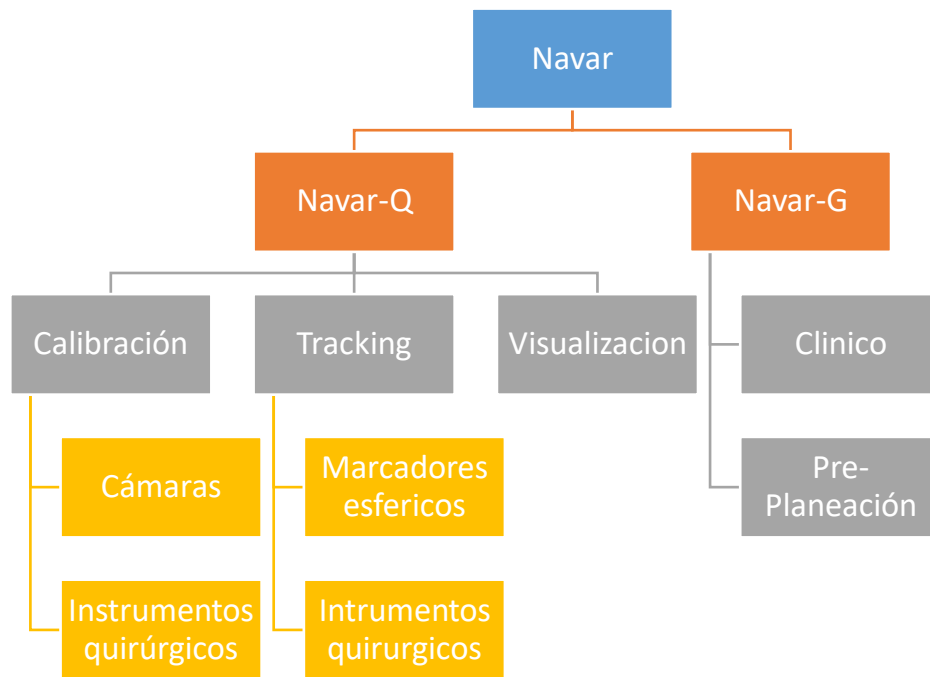 Navar
Navar-Q
Navar-G
Calibración
Tracking
Visualizacion
Clinico
Cámaras
Marcadores
esfericos
Pre-
Planeación
Instrumentos
quirúrgicos
Intrumentos
quirurgicos